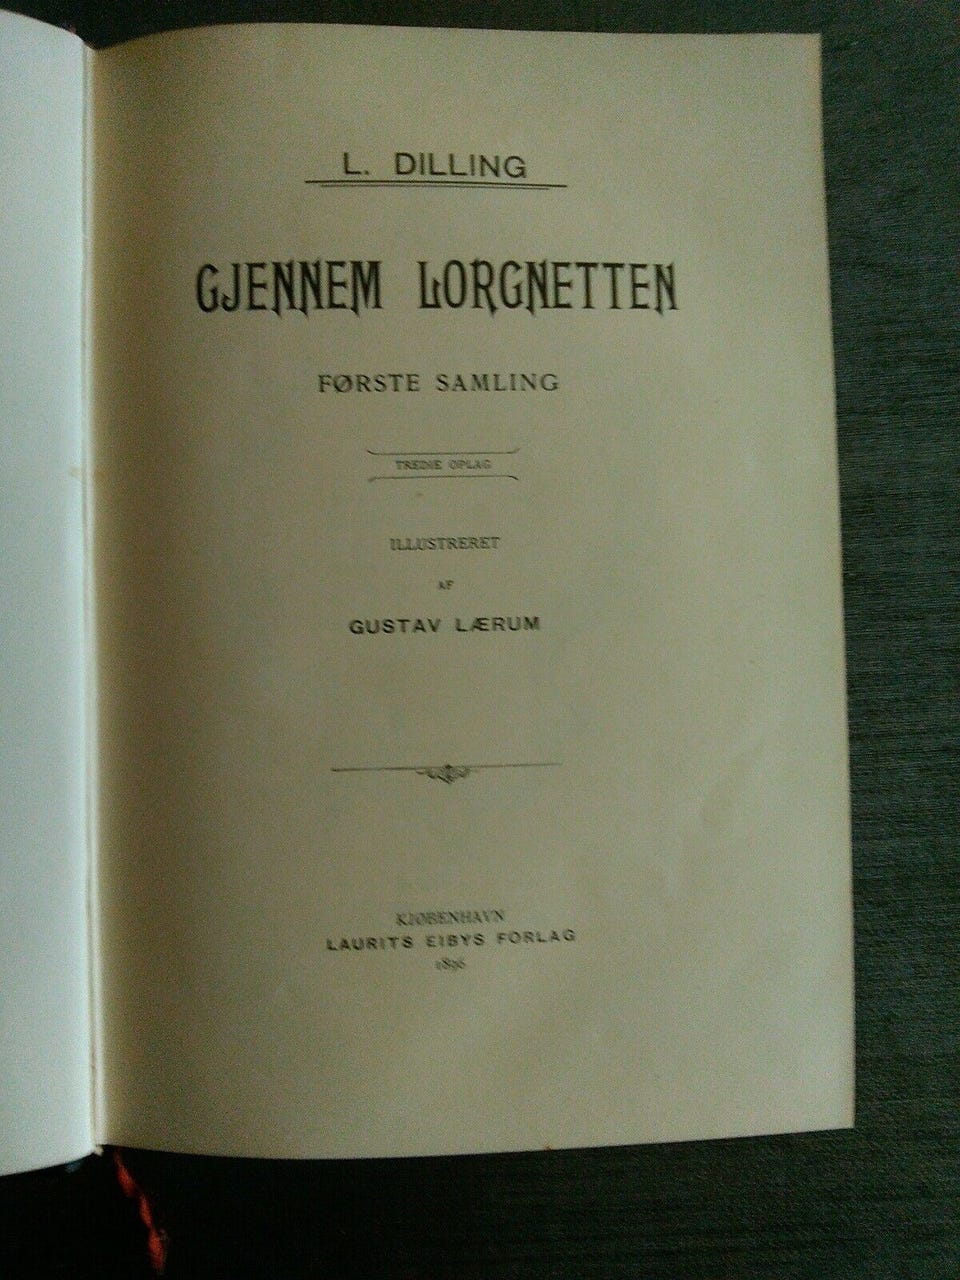 L. DILLING
GJENNEM LORGNETTEN
FØRSTE SAMLING
TREDIE OPLAG
ILLUSTRERET
AF
GUSTAV LÆRUM
KJØBENHAVN
LAURITS EIBYS FORLAG
1896